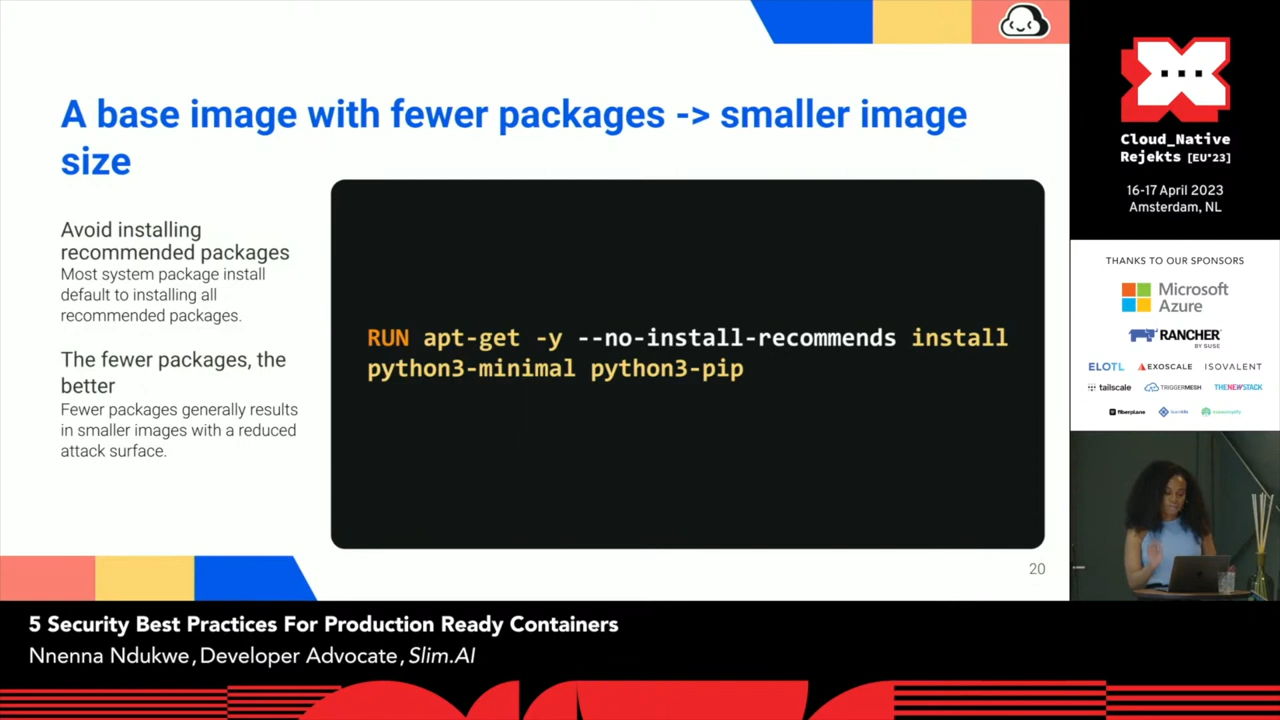 A base image with fewer packages -> smaller image
size
Avoid installing
recommended packages
Most system package install
default to installing all
recommended packages.
The fewer packages, the
better
Fewer packages generally results
in smaller images with a reduced
attack surface.
RUN apt-get -y --no-install-recommends install
python3-minimal python3-pip
20
Cloud_Native
Rejekts [EU'23]
16-17 April 2023
Amsterdam, NL
THANKS TO OUR SPONSORS
Microsoft
Azure
RANCHER
BY SUSE
ELOTL EXOSCALE ISOVALENT
tailscale TRIGGERMESH THENEWSTACK
fiberplane
5 Security Best Practices For Production Ready Containers
Nnenna Ndukwe, Developer Advocate, Slim.AI